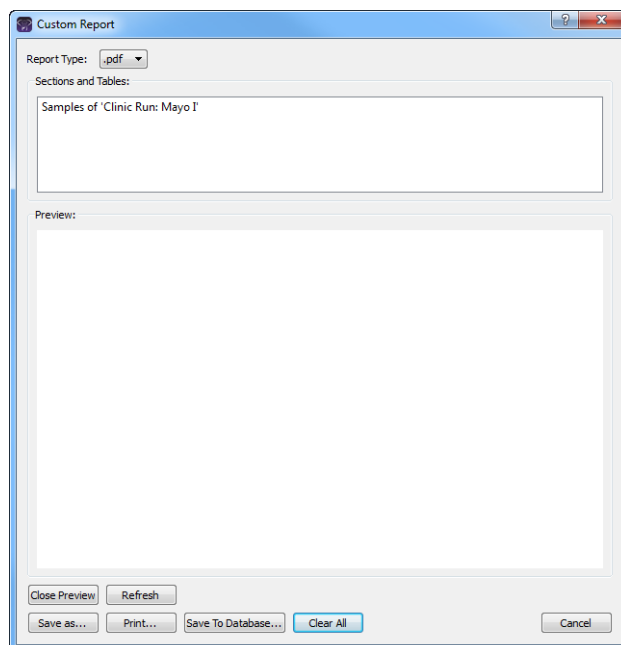 Custom Report
Report Type: .pdf
Sections and Tables:
Samples of 'Clinic Run: Mayo I'
Preview:
Close Preview Refresh
Save as... Print... Save To Database... Clear All Cancel